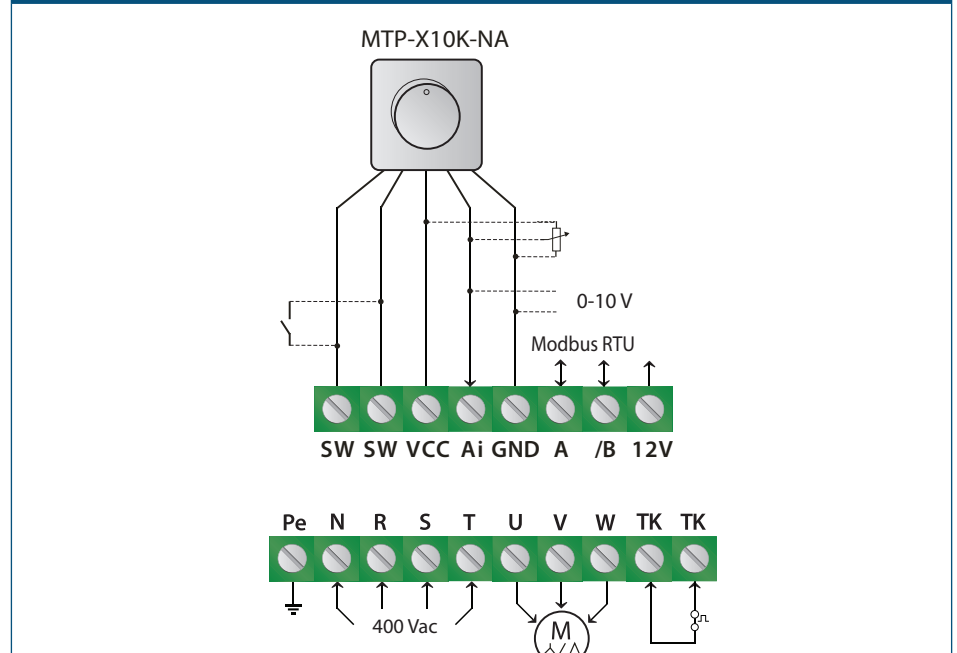 MTP-X10K-NA
0-10 V
Modbus RTU
SW SW VCC Ai GND A /B 12V
Pe N R S T U V W TK TK
400 Vac
M